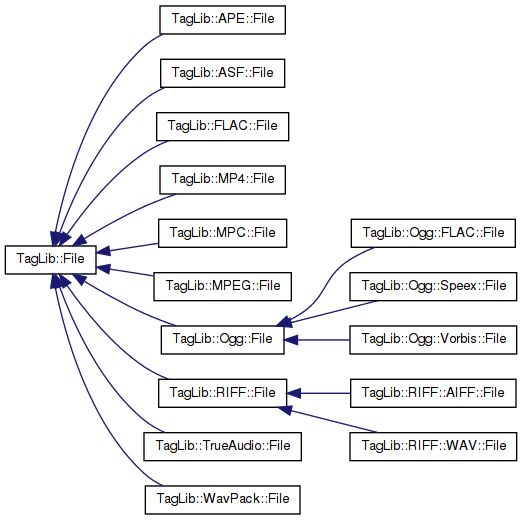 TagLib::APE::File
TagLib::ASF::File
TagLib::FLAC::File
TagLib::MP4::File
TagLib::MPC::File
TagLib::Ogg::FLAC::File
TagLib::File
TagLib::MPEG::File
TagLib::Ogg::Speex::File
TagLib::Ogg::File
TagLib::Ogg::Vorbis::File
TagLib::RIFF::File
TagLib::RIFF::AIFF::File
TagLib::TrueAudio::File
TagLib::RIFF::WAV::File
TagLib::WavPack::File